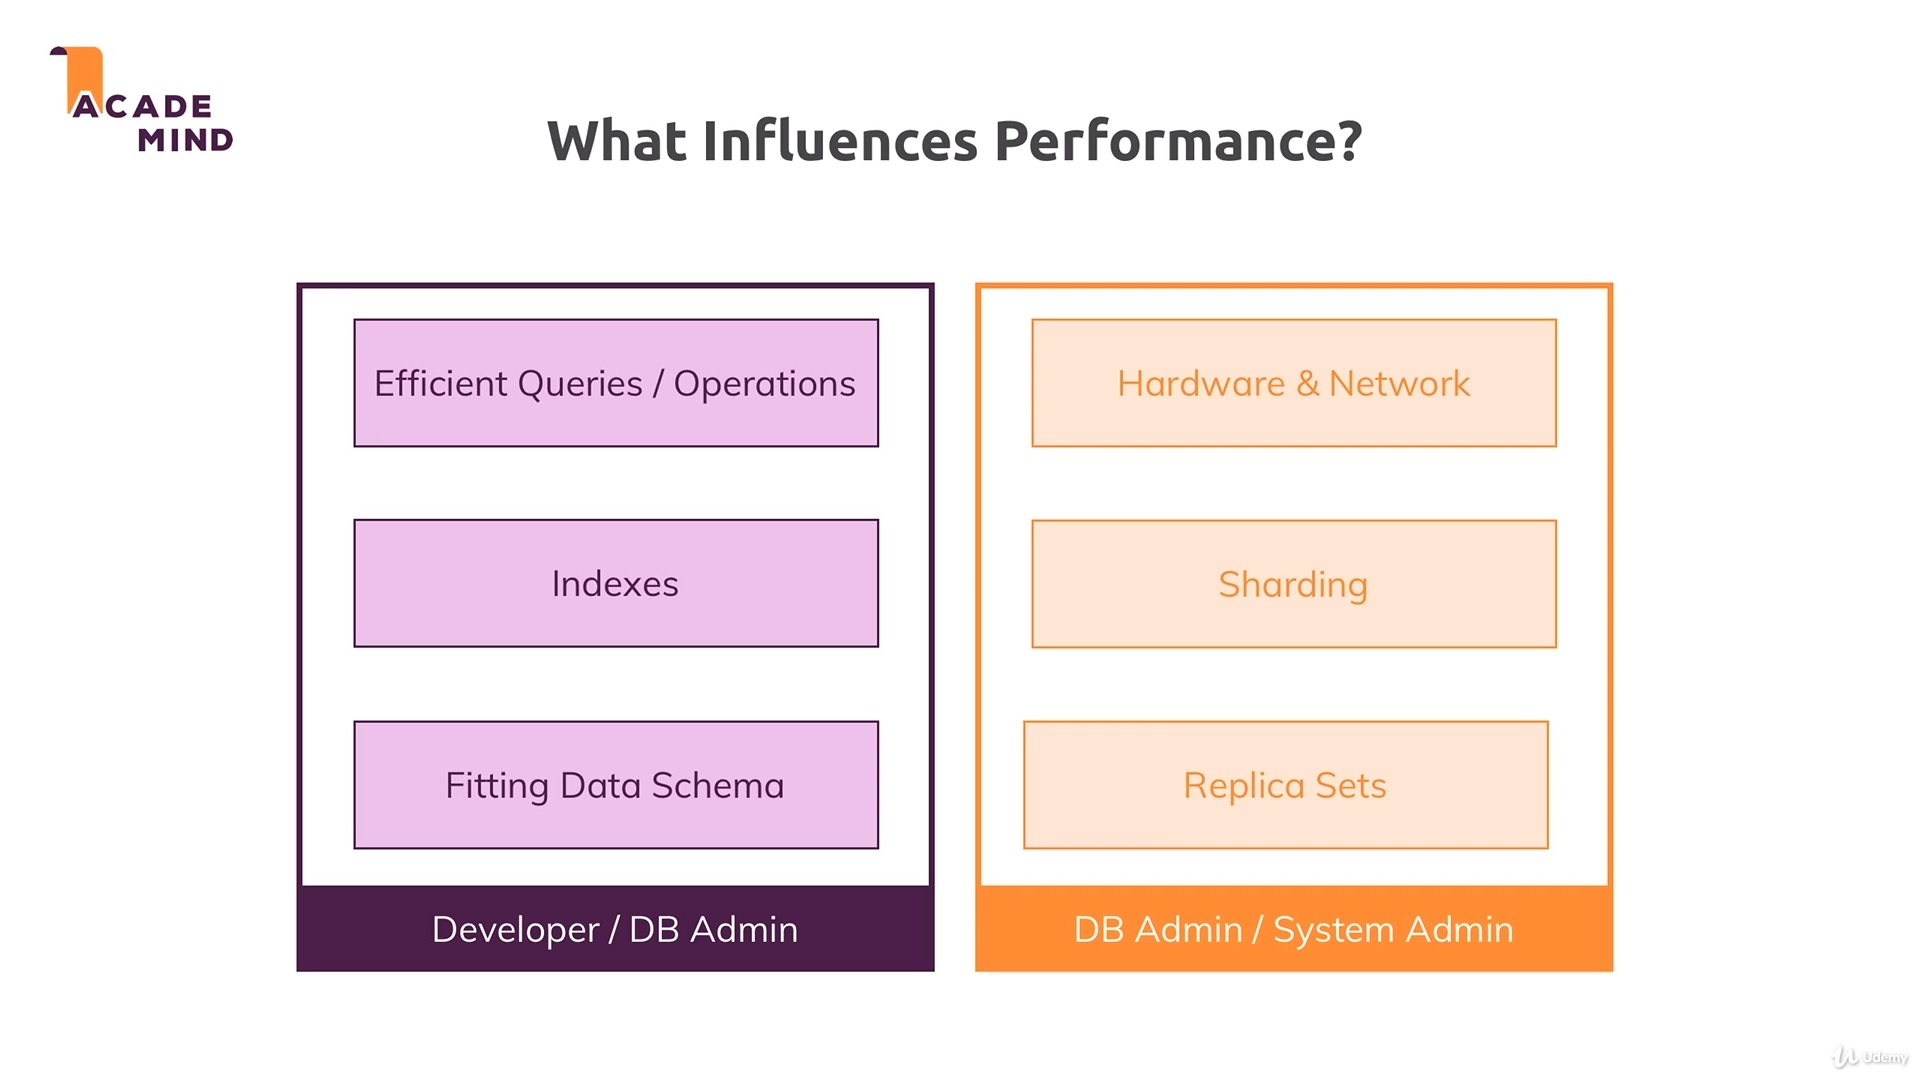 ACADE
MIND
What Influences Performance?
Efficient Queries / Operations
Indexes
Fitting Data Schema
Developer / DB Admin
Hardware & Network
Sharding
Replica Sets
DB Admin / System Admin
Udemy